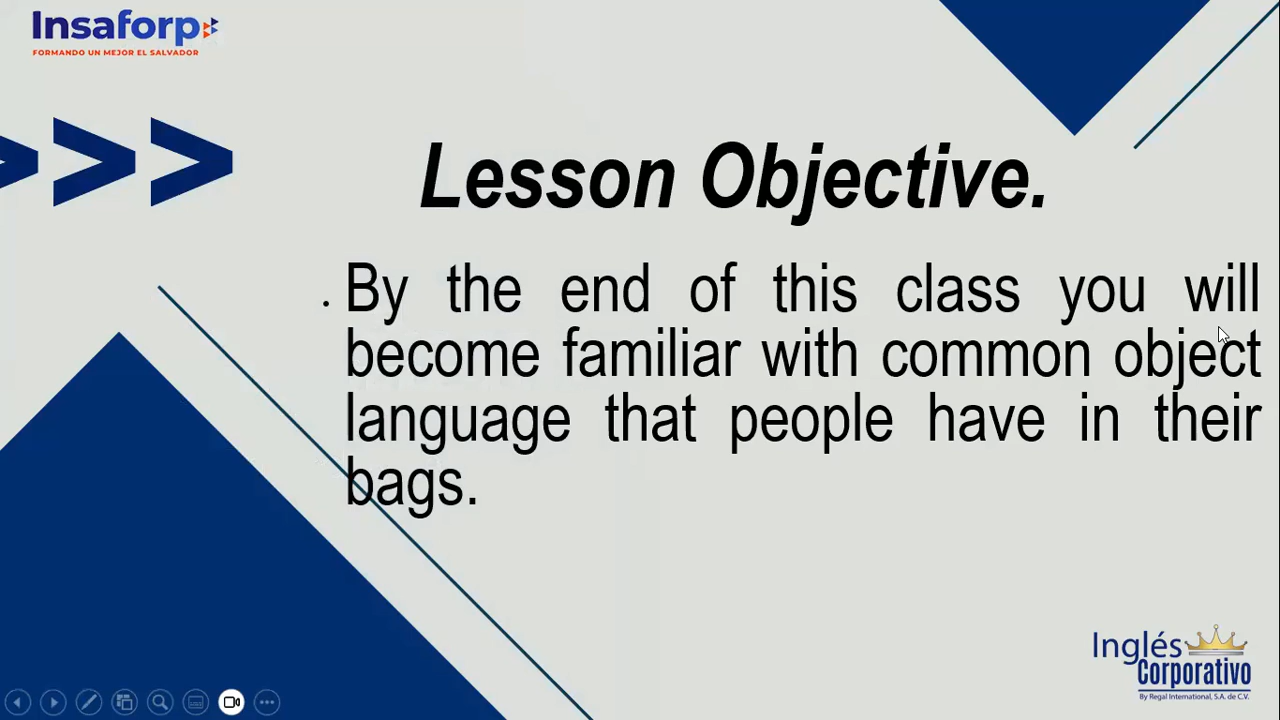 Insaforp
FORMANDO UN MEJOR EL SALVADOR
>>>
Lesson Objective.
. By the end of this class you will
become familiar with common object
language that people have in their
bags.
Inglés
Corporativo
By Regal International, S.A. de C.V.